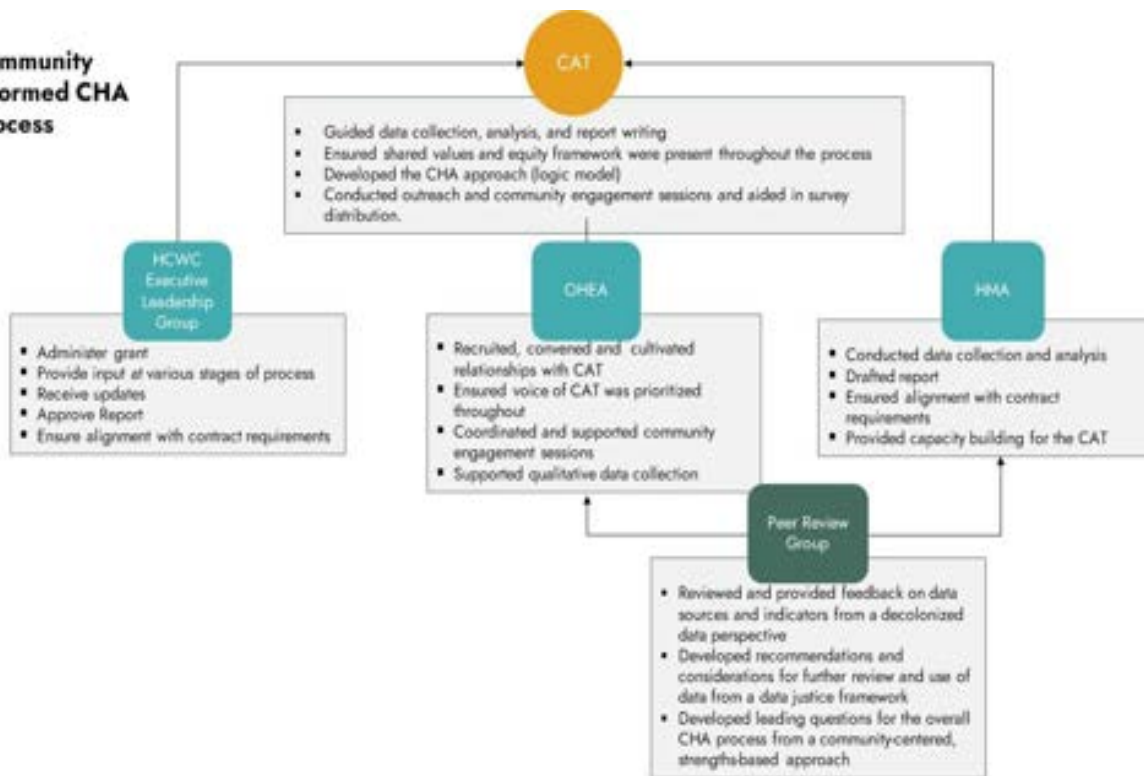 mmunity
ormed CHA
ocess
CAT
▪ Guided data collection, analysis, and report writing
▪ Ensured shared values and equity framework were present throughout the process
▪ Developed the CHA approach (logic model)
▪ Conducted outreach and community engagement sessions and aided in survey
distribution.
HCWC
Executive
Leadership
Group
▪ Administer grant
▪ Provide input at various stages of process
▪ Receive updates
▪ Approve Report
▪ Ensure alignment with contract requirements
OHEA
▪ Recruited, convened and cultivated
relationships with CAT
▪ Ensured voice of CAT was prioritized
throughout
▪ Coordinated and supported community
engagement sessions
▪ Supported qualitative data collection
HMA
▪ Conducted data collection and analysis
▪ Drafted report
▪ Ensured alignment with contract
requirements
▪ Provided capacity building for the CAT
Peer Review
Group
▪ Reviewed and provided feedback on data
sources and indicators from a decolonized
data perspective
▪ Developed recommendations and
considerations for further review and use of
data from a data justice framework
▪ Developed leading questions for the overall
CHA process from a community-centered,
strengths-based approach